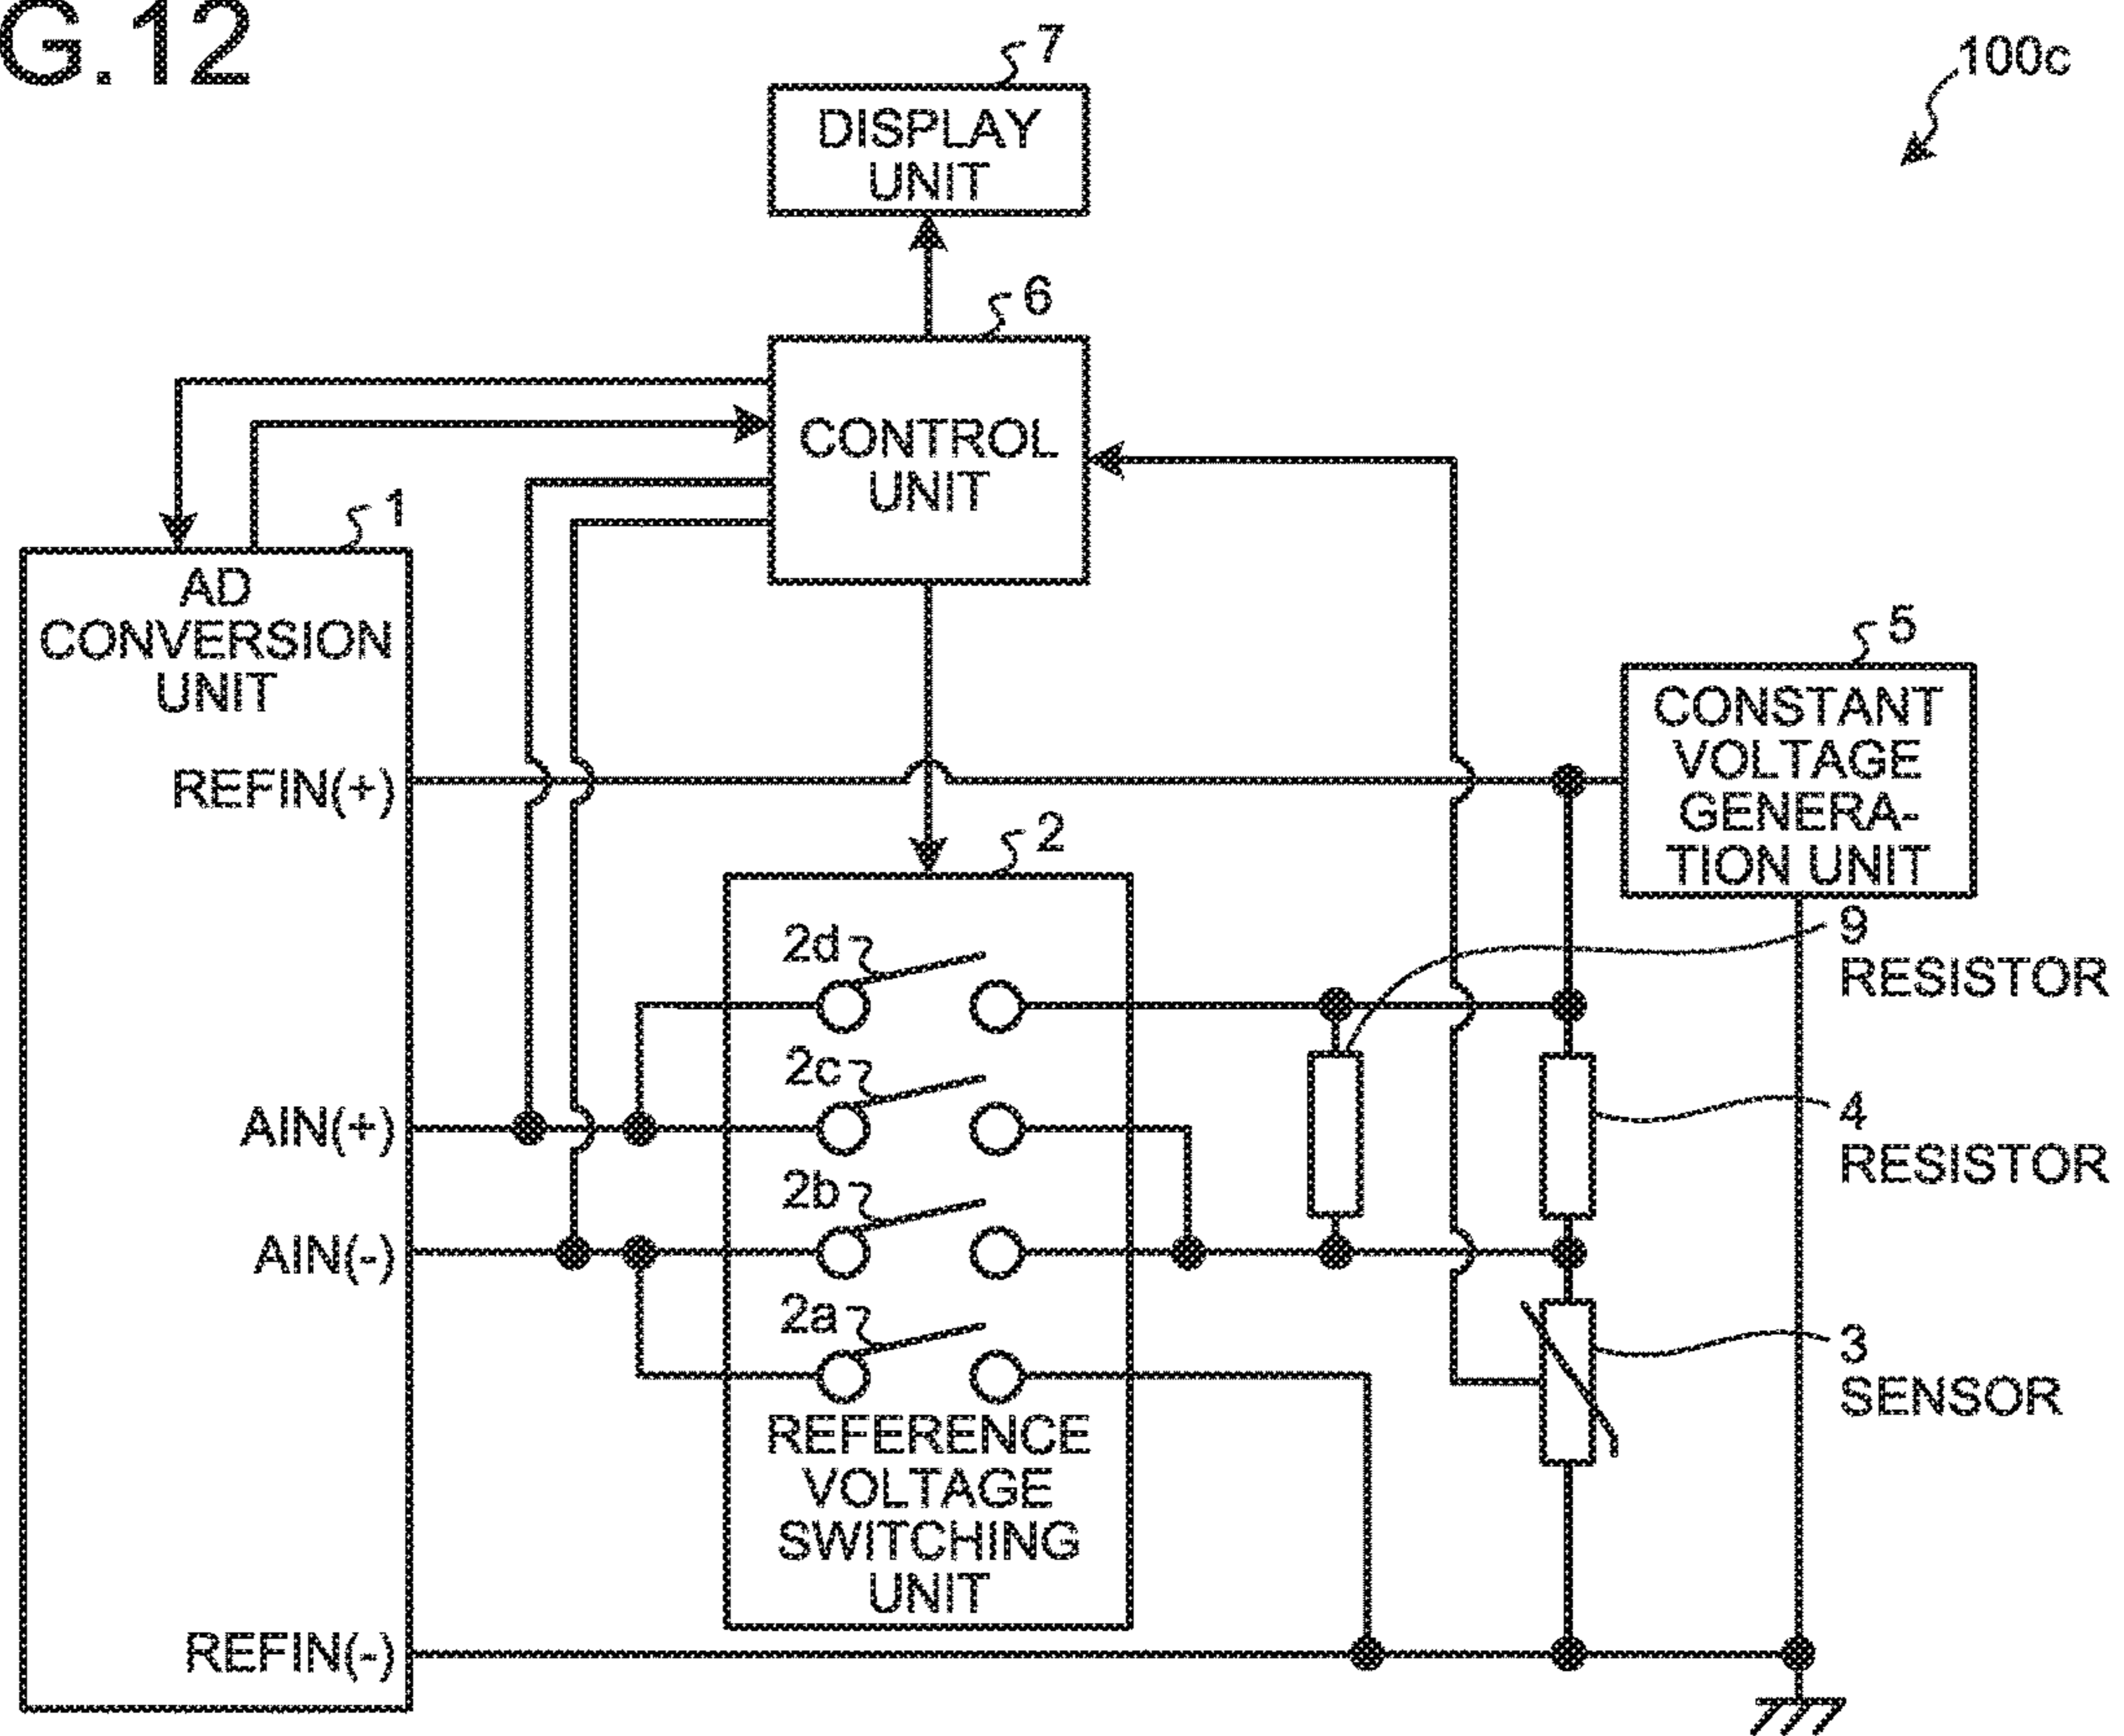 G.12
100c
7
DISPLAY
UNIT
6
CONTROL
UNIT
1
AD
CONVERSION
UNIT
REFIN(+)
AIN(+)
AIN(-)
REFIN(-)
5
CONSTANT
VOLTAGE
GENERA-
TION UNIT
2
2d
2c
2b
2a
REFERENCE
VOLTAGE
SWITCHING
UNIT
9
RESISTOR
4
RESISTOR
3
SENSOR